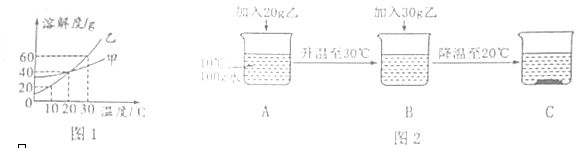 溶解度/g
乙
甲
60
40
20
0
10 20 30 温度/℃
图1
加入20g乙
10℃
100g水
升温至30℃
加入30g乙
降温至20℃
A
B
C
图2